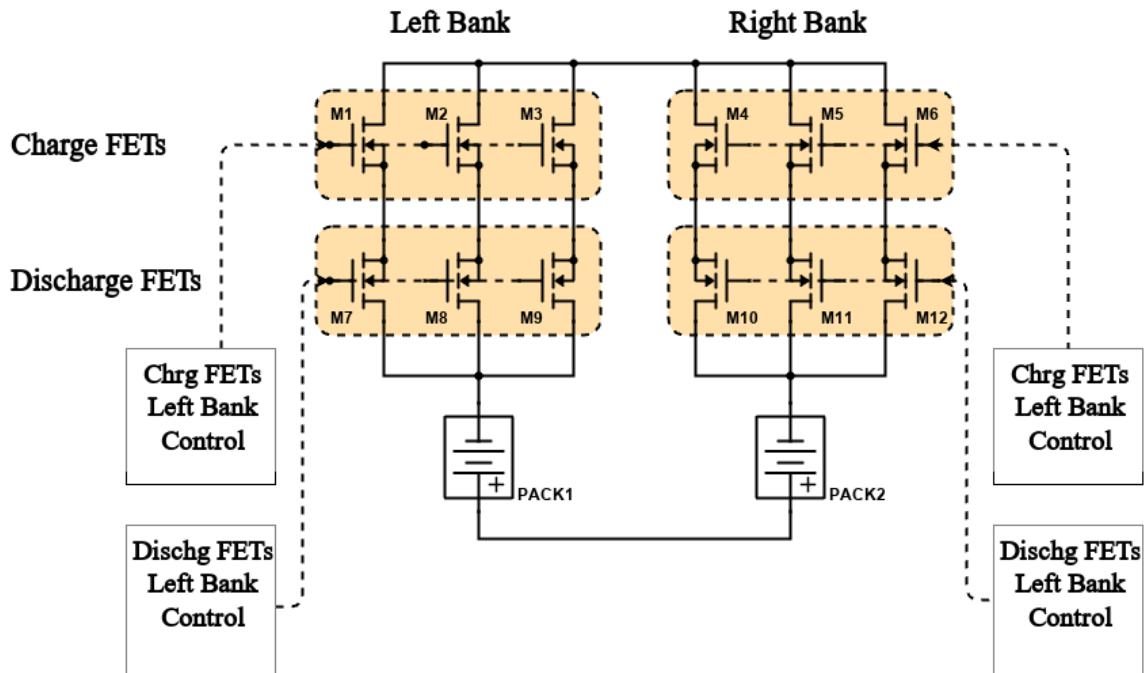 Left Bank
Right Bank
M1
M2
M3
M4
M5
M6
Charge FETs
Discharge FETs
M7
M8
M9
M10
M11
M12
Chrg FETs
Left Bank
Control
Chrg FETs
Left Bank
Control
+
PACK1
+
PACK2
Dischg FETs
Left Bank
Control
Dischg FETs
Left Bank
Control